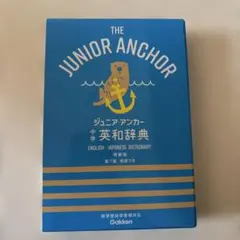 THE
JUNIOR ANCHOR
ジュニア・アンカー
中学
英和辞典
ENGLISH - JAPANESE DICTIONARY
Gakken